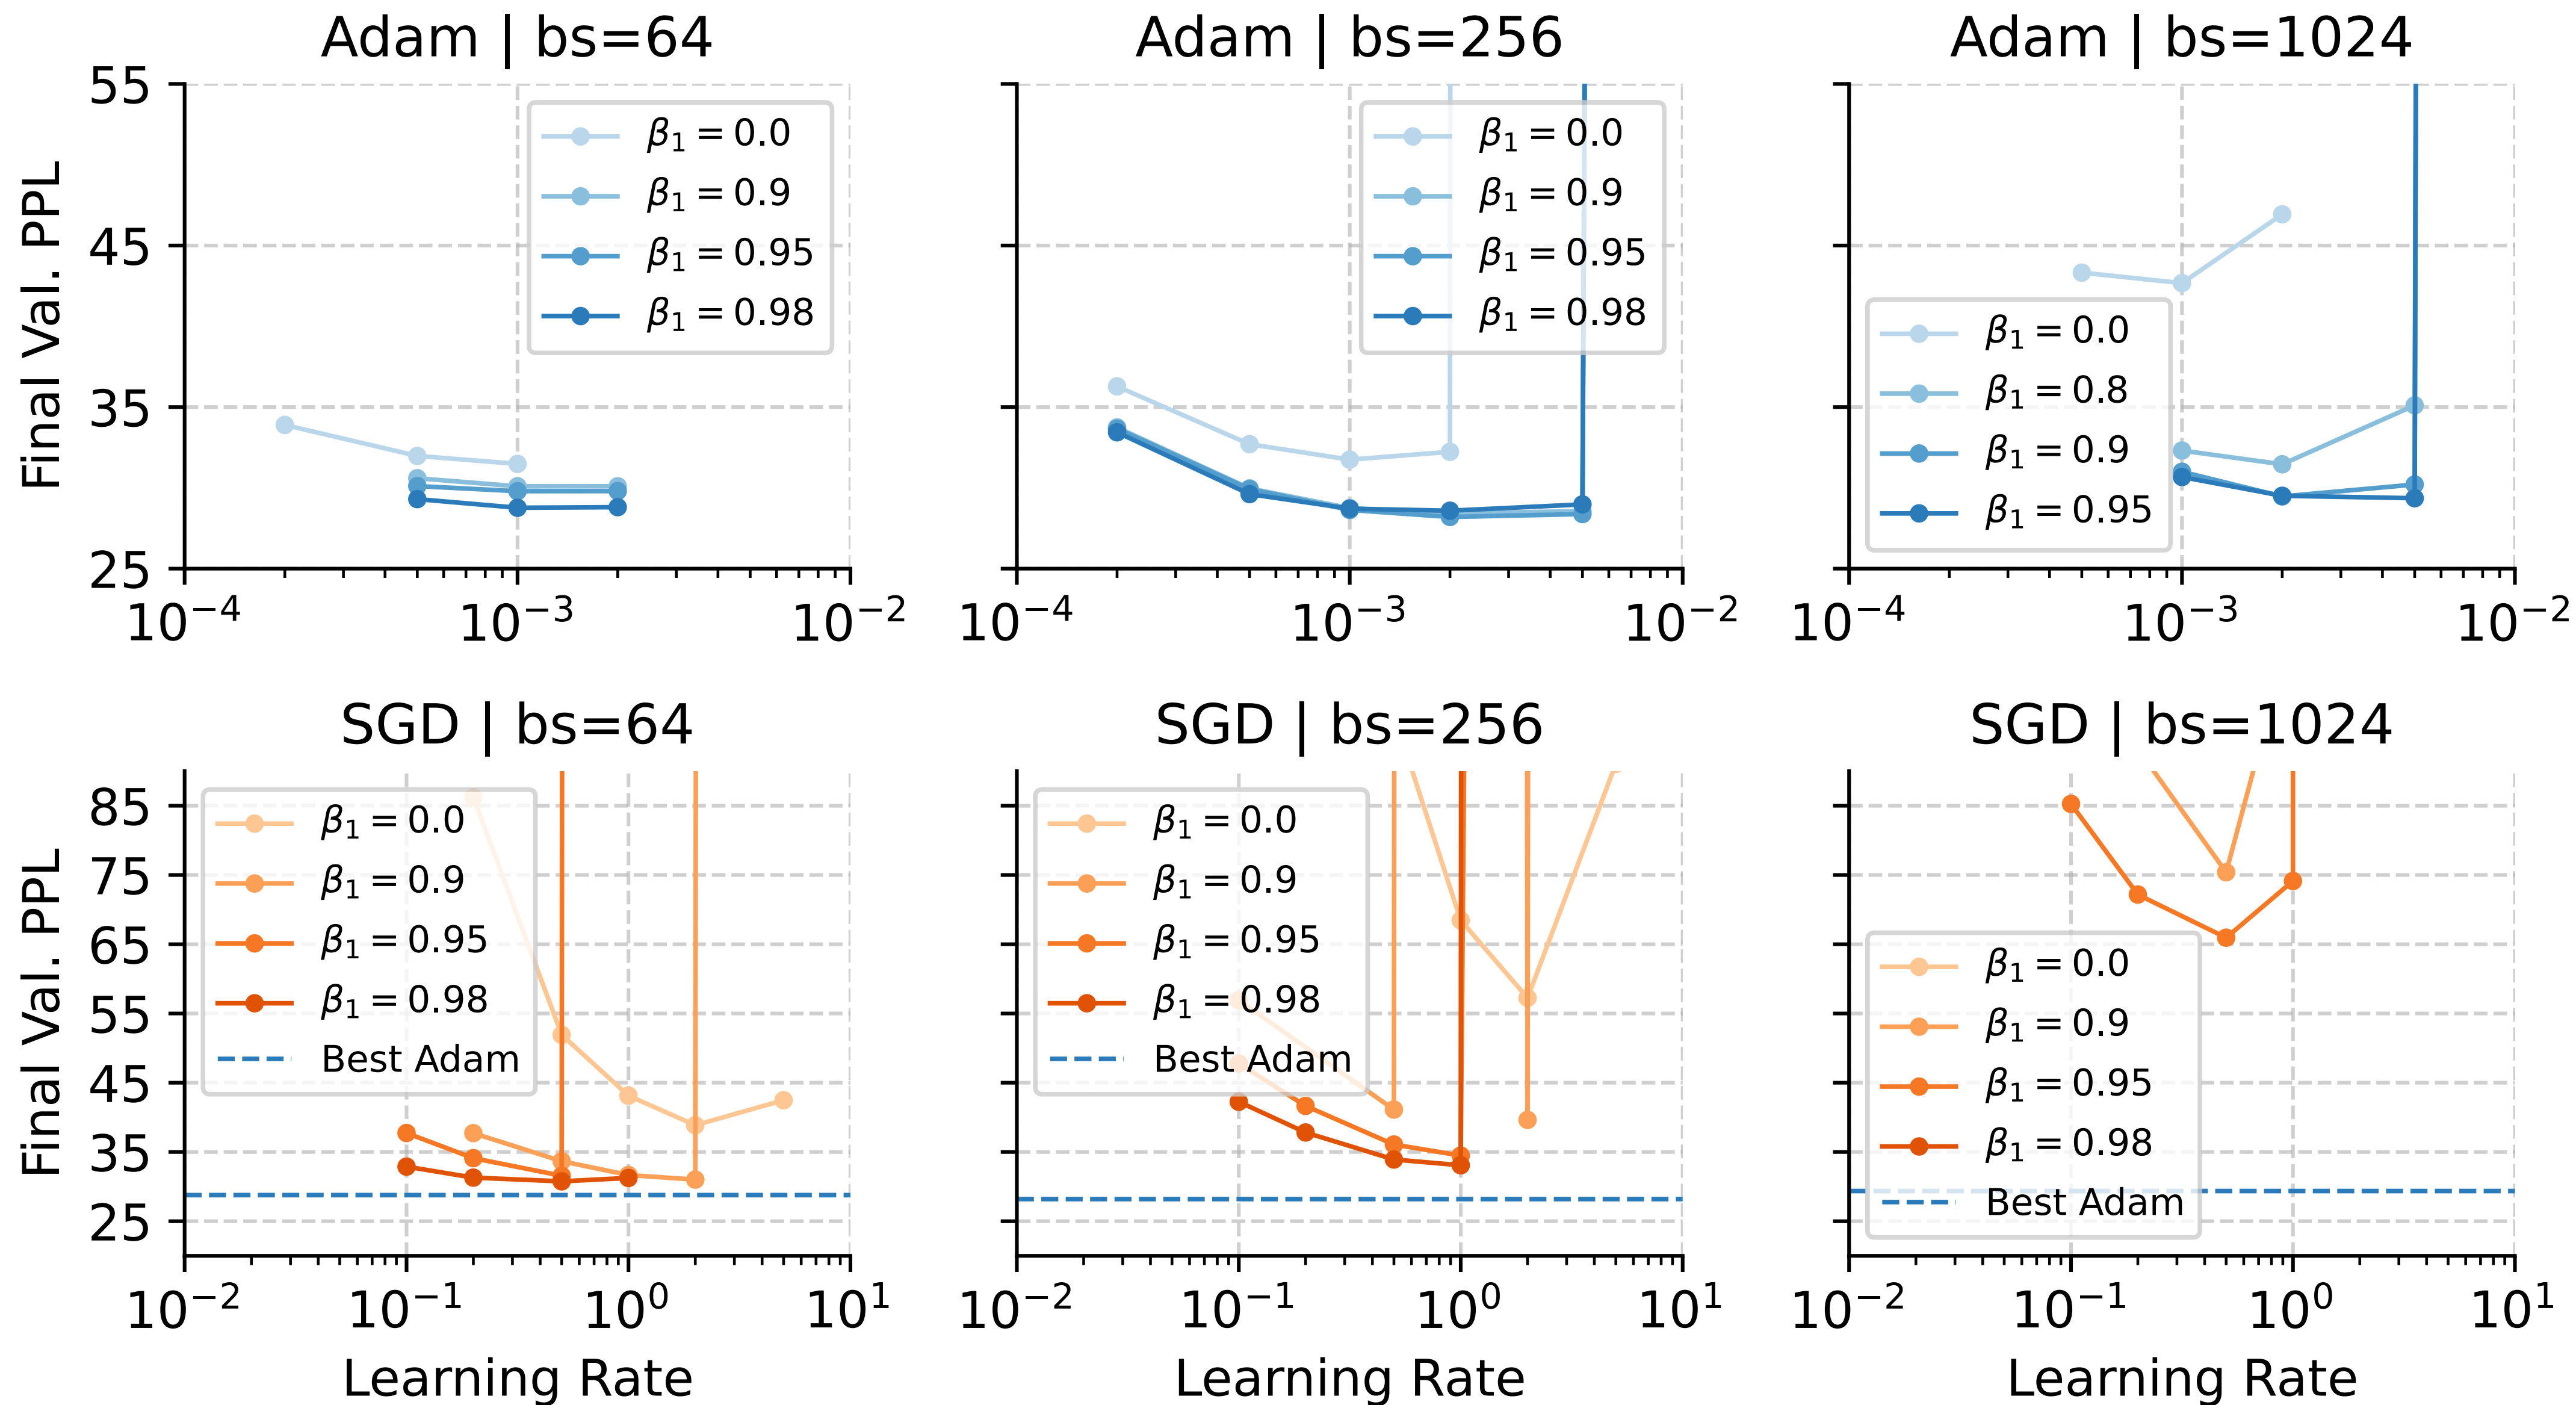 Adam | bs=64
Adam | bs=256
Adam | bs=1024
Final Val. PPL
55
45
35
25
β₁ = 0.0
β₁ = 0.9
β₁ = 0.95
β₁ = 0.98
10⁻⁴
10⁻³
10⁻²
β₁ = 0.0
β₁ = 0.9
β₁ = 0.95
β₁ = 0.98
10⁻⁴
10⁻³
10⁻²
β₁ = 0.0
β₁ = 0.8
β₁ = 0.9
β₁ = 0.95
10⁻⁴
10⁻³
10⁻²
SGD | bs=64
SGD | bs=256
SGD | bs=1024
Final Val. PPL
85
75
65
55
45
35
25
β₁ = 0.0
β₁ = 0.9
β₁ = 0.95
β₁ = 0.98
Best Adam
10⁻²
10⁻¹
10⁰
10¹
Learning Rate
β₁ = 0.0
β₁ = 0.9
β₁ = 0.95
β₁ = 0.98
Best Adam
10⁻²
10⁻¹
10⁰
10¹
Learning Rate
β₁ = 0.0
β₁ = 0.9
β₁ = 0.95
β₁ = 0.98
Best Adam
10⁻²
10⁻¹
10⁰
10¹
Learning Rate